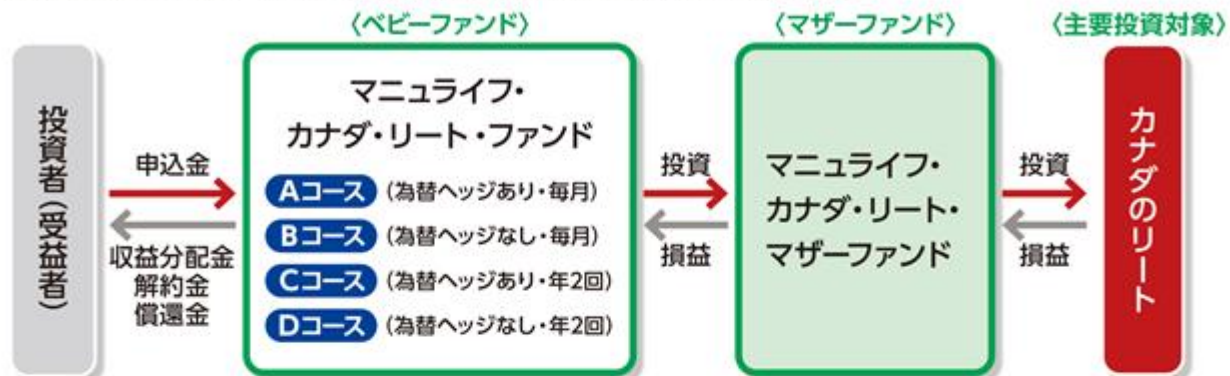 〈ベビーファンド〉
〈マザーファンド〉
〈主要投資対象〉
投資者(受益者)
申込金
収益分配金
解約金
償還金
マニュライフ・
カナダ・リート・ファンド
Aコース (為替ヘッジあり・毎月)
Bコース (為替ヘッジなし・毎月)
Cコース (為替ヘッジあり・年2回)
Dコース (為替ヘッジなし・年2回)
投資
損益
マニュライフ・
カナダ・リート・
マザーファンド
投資
損益
カナダのリート